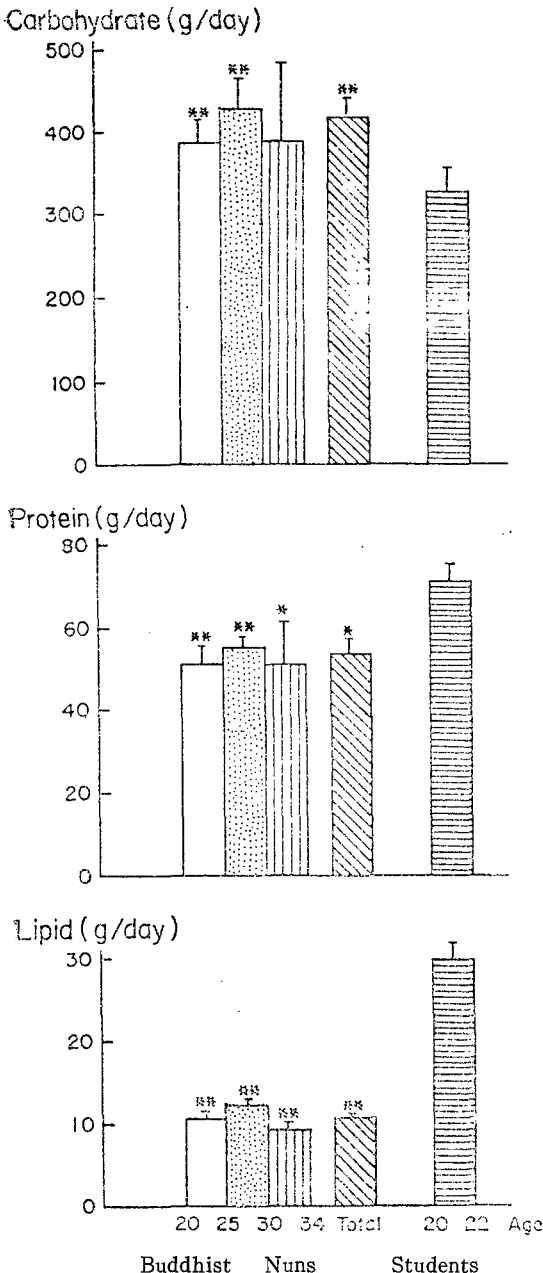 Carbohydrate (g/day)
500
400
300
200
100
0
** ** **
Protein (g/day)
80
60
40
20
0
** ** * *
Lipid (g/day)
30
20
10
0
** ** ** **
20 25 30 34 Total 20 22 Age
Buddhist Nuns Students